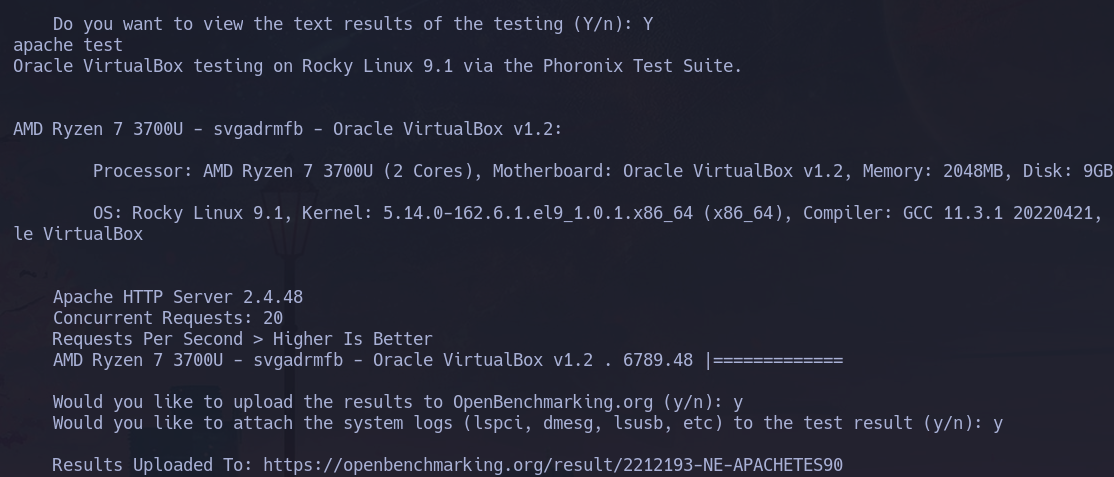 Do you want to view the text results of the testing (Y/n): Y
apache test
Oracle VirtualBox testing on Rocky Linux 9.1 via the Phoronix Test Suite.
AMD Ryzen 7 3700U - svgadrmfb - Oracle VirtualBox v1.2:
Processor: AMD Ryzen 7 3700U (2 Cores), Motherboard: Oracle VirtualBox v1.2, Memory: 2048MB, Disk: 9GB
OS: Rocky Linux 9.1, Kernel: 5.14.0-162.6.1.el9_1.0.1.x86_64 (x86_64), Compiler: GCC 11.3.1 20220421,
le VirtualBox
Apache HTTP Server 2.4.48
Concurrent Requests: 20
Requests Per Second > Higher Is Better
AMD Ryzen 7 3700U - svgadrmfb - Oracle VirtualBox v1.2 . 6789.48 |=============
Would you like to upload the results to OpenBenchmarking.org (y/n): y
Would you like to attach the system logs (lspci, dmesg, lsusb, etc) to the test result (y/n): y
Results Uploaded To: https://openbenchmarking.org/result/2212193-NE-APACHETES90